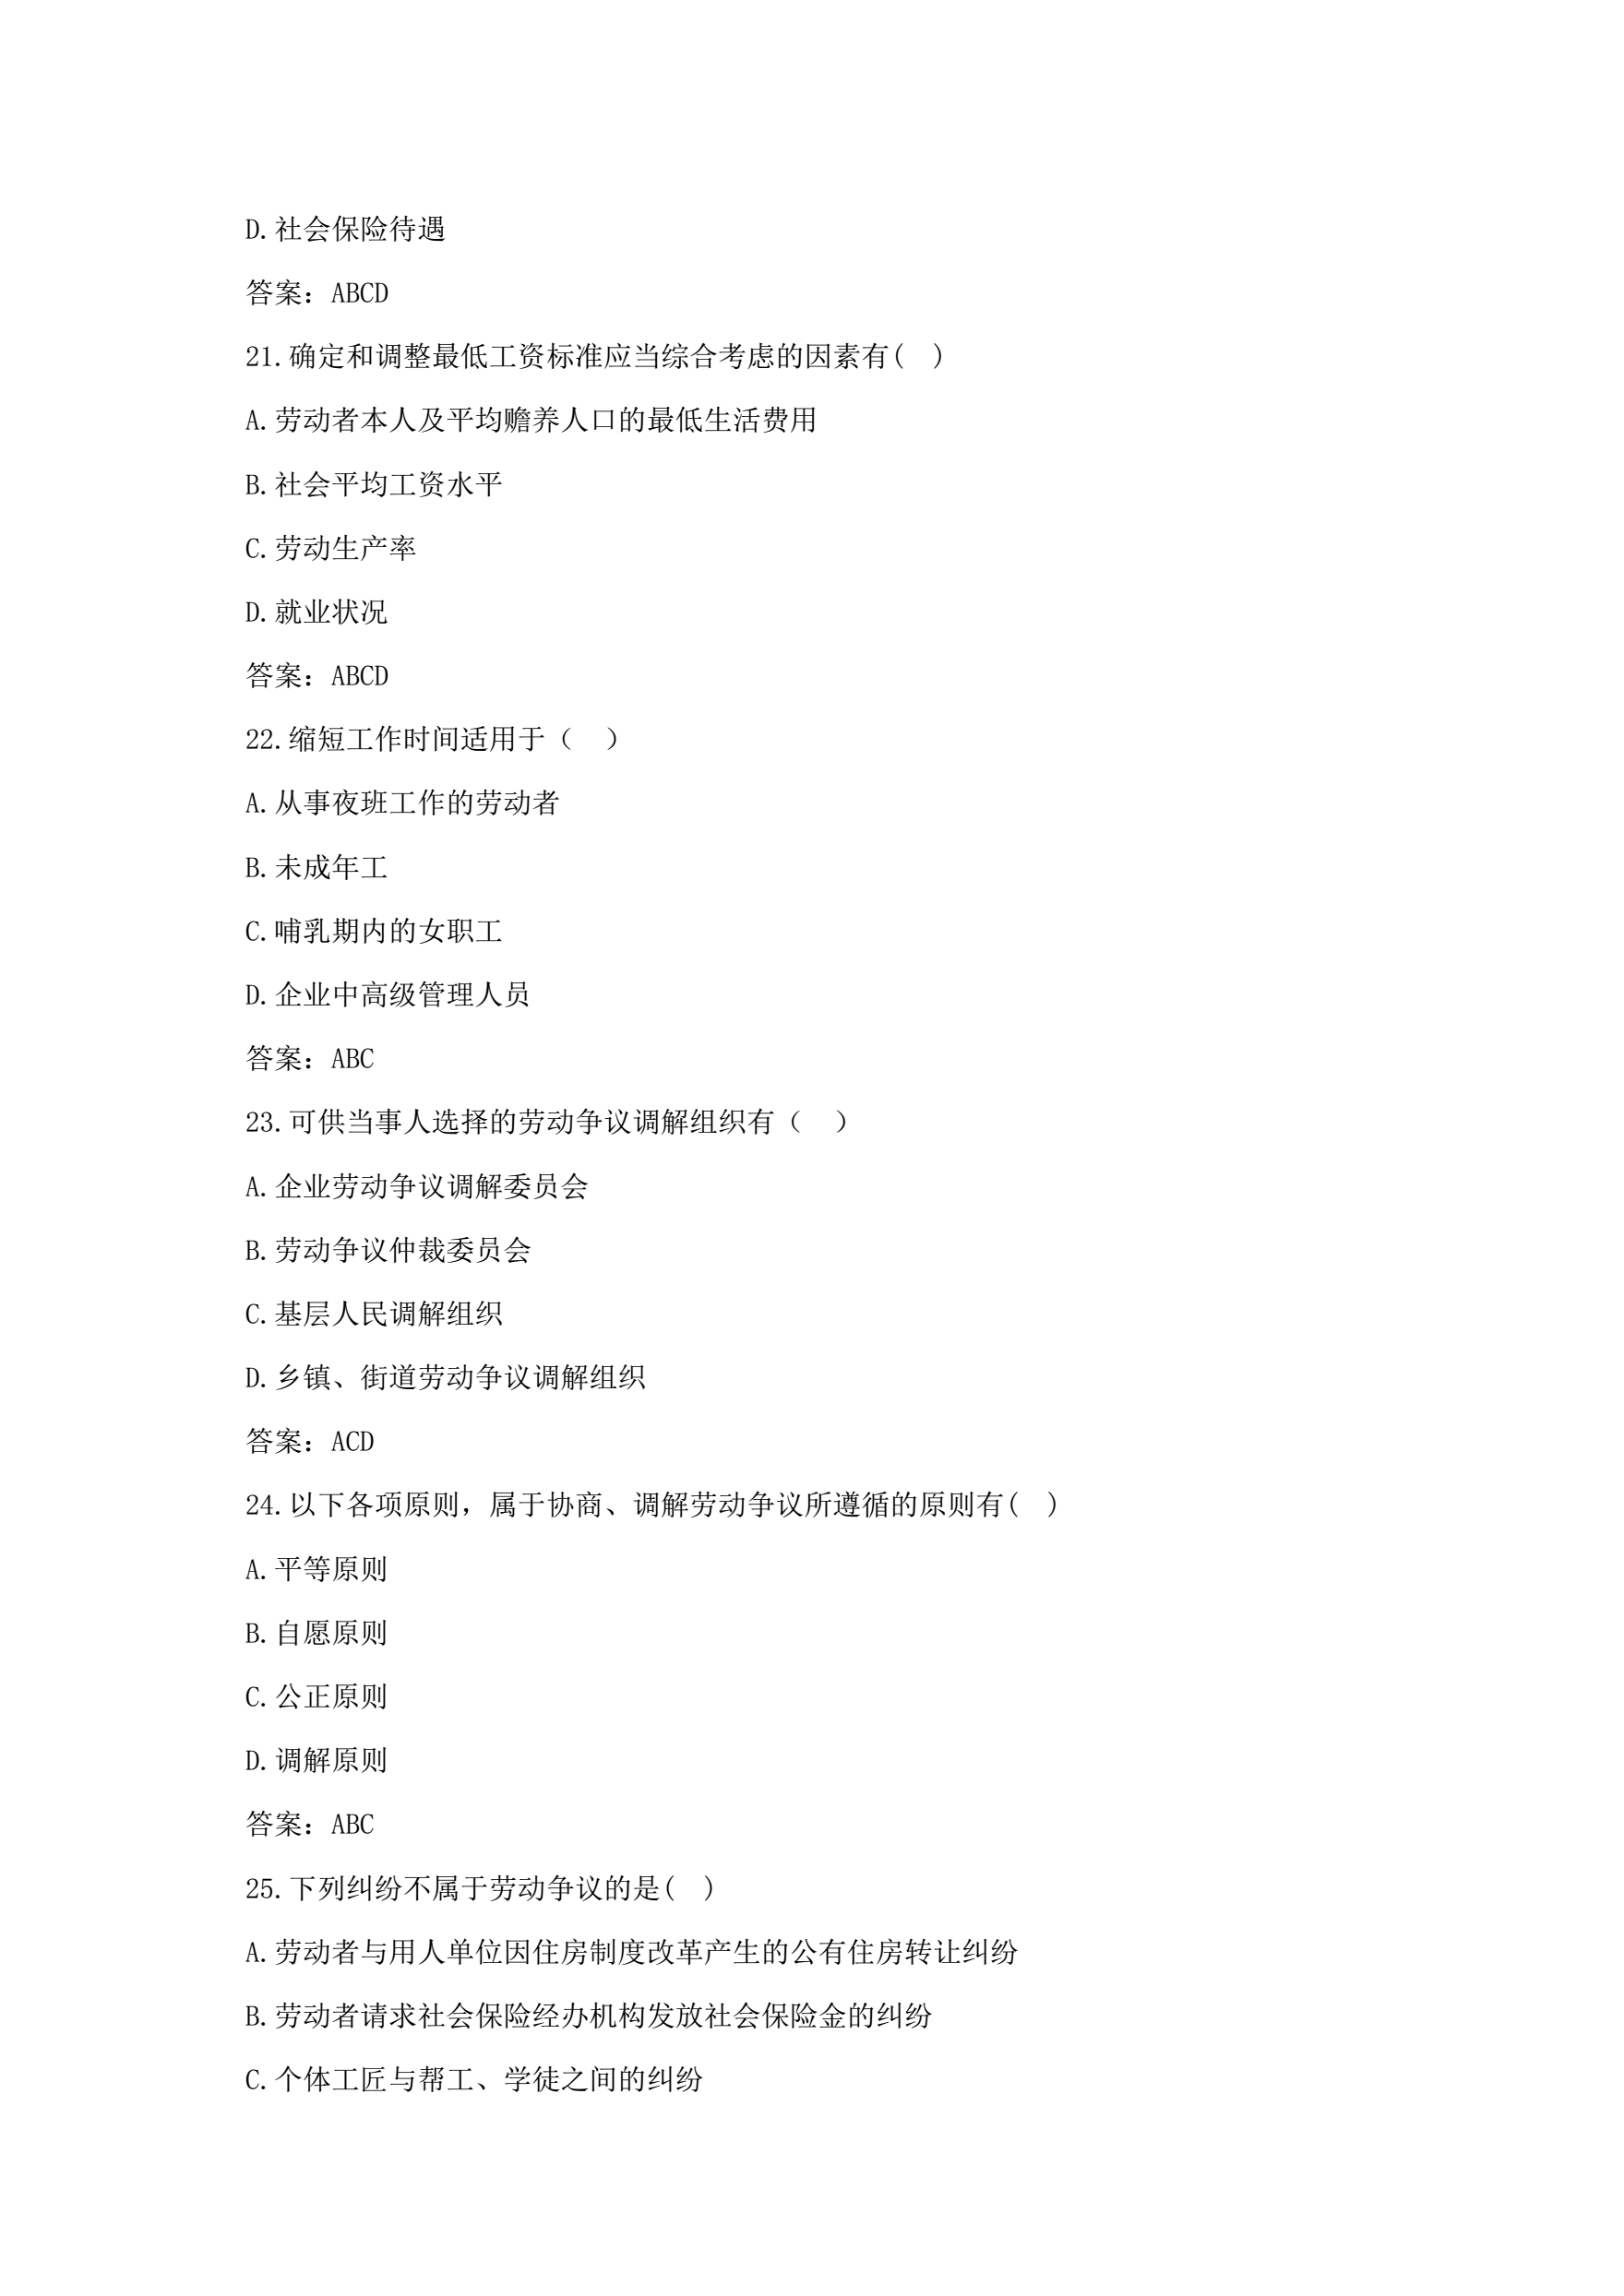 D.社会保险待遇
答案：ABCD
21.确定和调整最低工资标准应当综合考虑的因素有(  )
A.劳动者本人及平均赡养人口的最低生活费用
B.社会平均工资水平
C.劳动生产率
D.就业状况
答案：ABCD
22.缩短工作时间适用于（  ）
A.从事夜班工作的劳动者
B.未成年工
C.哺乳期内的女职工
D.企业中高级管理人员
答案：ABC
23.可供当事人选择的劳动争议调解组织有（  ）
A.企业劳动争议调解委员会
B.劳动争议仲裁委员会
C.基层人民调解组织
D.乡镇、街道劳动争议调解组织
答案：ACD
24.以下各项原则，属于协商、调解劳动争议所遵循的原则有(  )
A.平等原则
B.自愿原则
C.公正原则
D.调解原则
答案：ABC
25.下列纠纷不属于劳动争议的是(  )
A.劳动者与用人单位因住房制度改革产生的公有住房转让纠纷
B.劳动者请求社会保险经办机构发放社会保险金的纠纷
C.个体工匠与帮工、学徒之间的纠纷